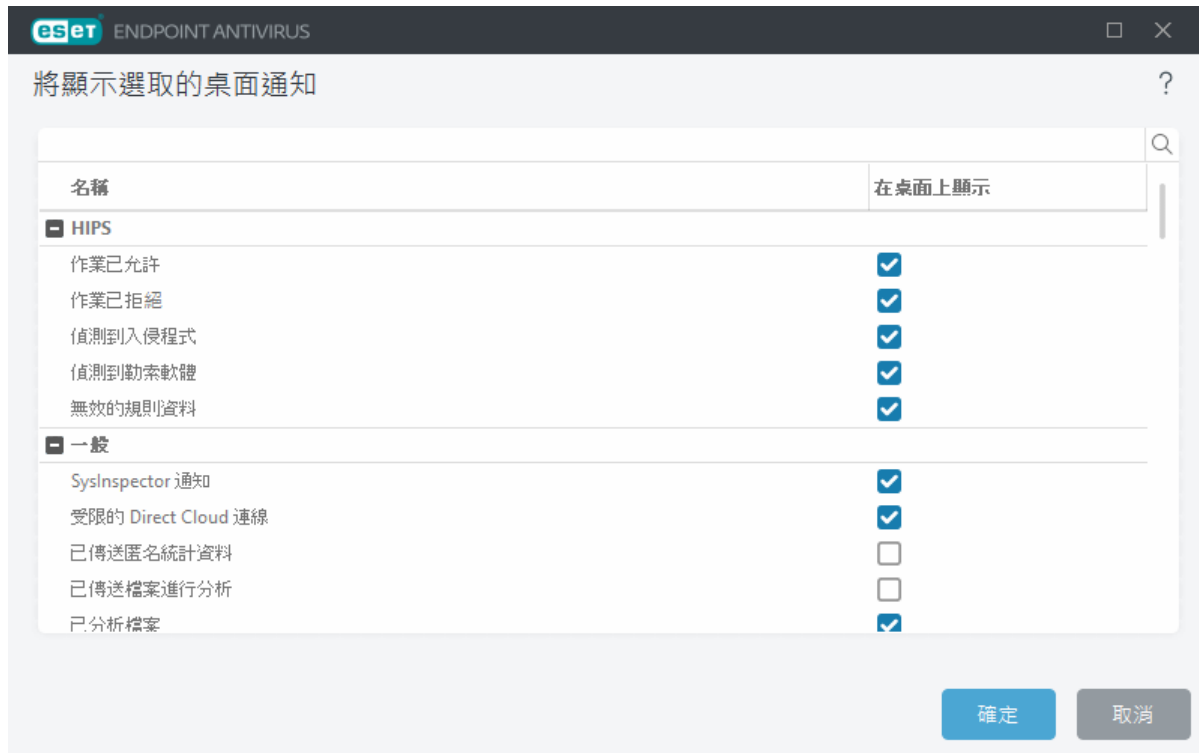 eset ENDPOINT ANTIVIRUS
將顯示選取的桌面通知 ?
名稱 在桌面上顯示
HIPS
作業已允許
作業已拒絕
偵測到入侵程式
偵測到勒索軟體
無效的規則資料
一般
SysInspector 通知
受限的 Direct Cloud 連線
已傳送匿名統計資料
已傳送檔案進行分析
已分析檔案
確定 取消